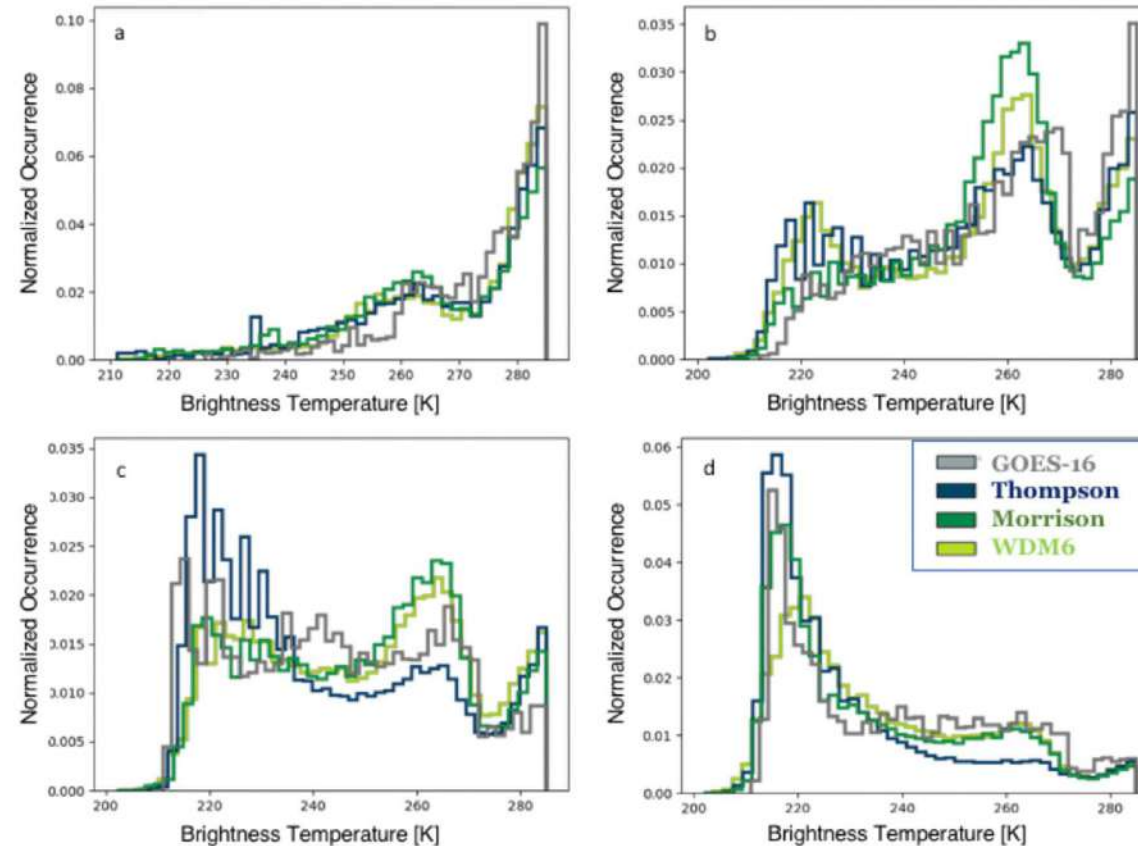 a
0.10
0.08
0.06
0.04
0.02
0.00
Normalized Occurrence
210 220 230 240 250 260 270 280
Brightness Temperature [K]
b
0.035
0.030
0.025
0.020
0.015
0.010
0.005
0.000
Normalized Occurrence
200 220 240 260 280
Brightness Temperature [K]
c
0.035
0.030
0.025
0.020
0.015
0.010
0.005
0.000
Normalized Occurrence
200 220 240 260 280
Brightness Temperature [K]
d
0.06
0.05
0.04
0.03
0.02
0.01
0.00
Normalized Occurrence
200 220 240 260 280
Brightness Temperature [K]
GOES-16
Thompson
Morrison
WDM6